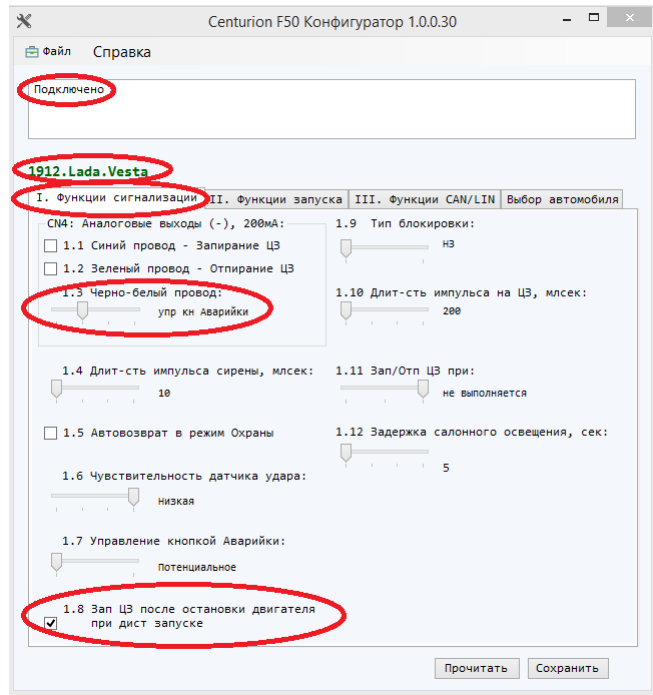 Centurion F50 Конфигуратор 1.0.0.30
Файл Справка
Подключено
1912.Lada.Vesta
I. Функции сигнализации II. Функции запуска III. Функции CAN/LIN Выбор автомобиля
CN4: Аналоговые выходы (-), 200мА:
1.1 Синий провод - Запирание ЦЗ
1.2 Зеленый провод - Отпирание ЦЗ
1.3 Черно-белый провод:
упр кн Аварийки
1.4 Длит-сть импульса сирены, млсек:
10
1.5 Автовозврат в режим Охраны
1.6 Чувствительность датчика удара:
Низкая
1.7 Управление кнопкой Аварийки:
Потенциальное
1.8 Зап ЦЗ после остановки двигателя
при дист запуске
1.9 Тип блокировки:
НЗ
1.10 Длит-сть импульса на ЦЗ, млсек:
200
1.11 Зап/Отп ЦЗ при:
не выполняется
1.12 Задержка салонного освещения, сек:
5
Прочитать Сохранить